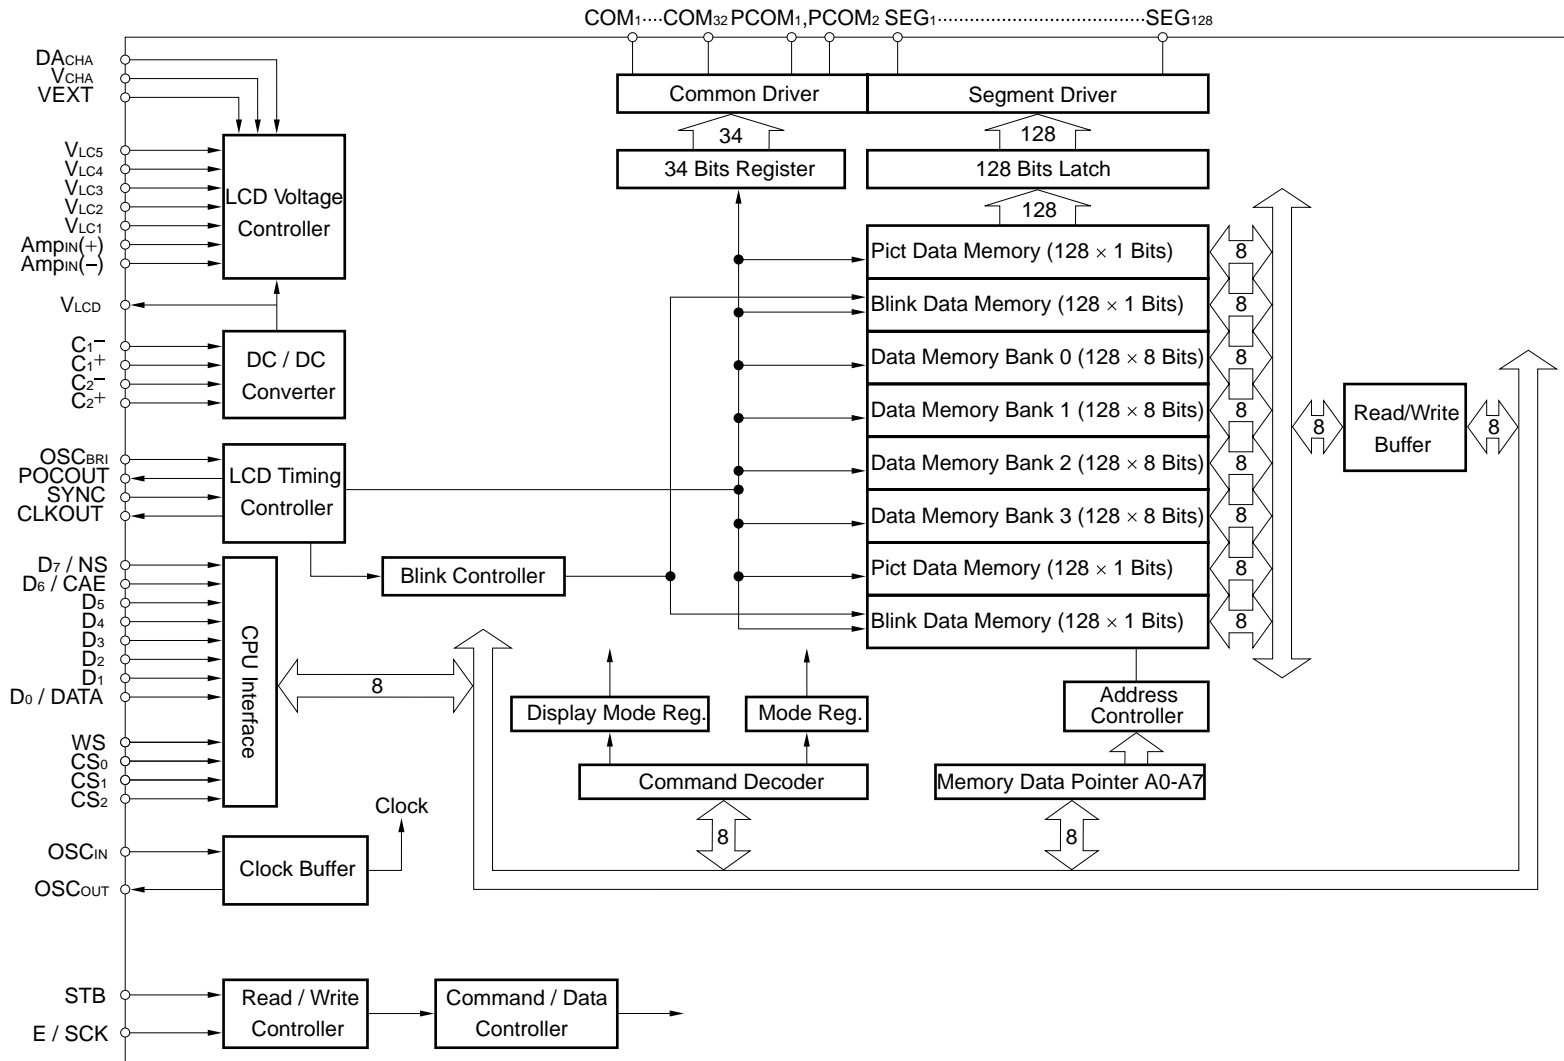 COM1....COM32 PCOM1,PCOM2 SEG1......................................SEG128
DACHA
VCHA
VEXT
VLC5
VLC4
VLC3
VLC2
VLC1
AmpIN(+)
AmpIN(−)
VLCD
C1−
C1+
C2−
C2+
OSCBRI
POCOUT
SYNC
CLKOUT
D7 / NS
D6 / CAE
D5
D4
D3
D2
D1
D0 / DATA
WS
CS0
CS1
CS2
OSCIN
OSCOUT
STB
E / SCK
LCD Voltage
Controller
DC / DC
Converter
LCD Timing
Controller
Blink Controller
CPU Interface
8
Clock Buffer
Clock
Read / Write
Controller
Command / Data
Controller
Common Driver
Segment Driver
34
128
34 Bits Register
128 Bits Latch
128
Pict Data Memory (128 × 1 Bits)
8
Blink Data Memory (128 × 1 Bits)
8
Data Memory Bank 0 (128 × 8 Bits)
8
Data Memory Bank 1 (128 × 8 Bits)
8
Data Memory Bank 2 (128 × 8 Bits)
8
Data Memory Bank 3 (128 × 8 Bits)
8
Pict Data Memory (128 × 1 Bits)
8
Blink Data Memory (128 × 1 Bits)
8
8
Read/Write
Buffer
8
Display Mode Reg.
Mode Reg.
Address
Controller
Command Decoder
Memory Data Pointer A0-A7
8
8